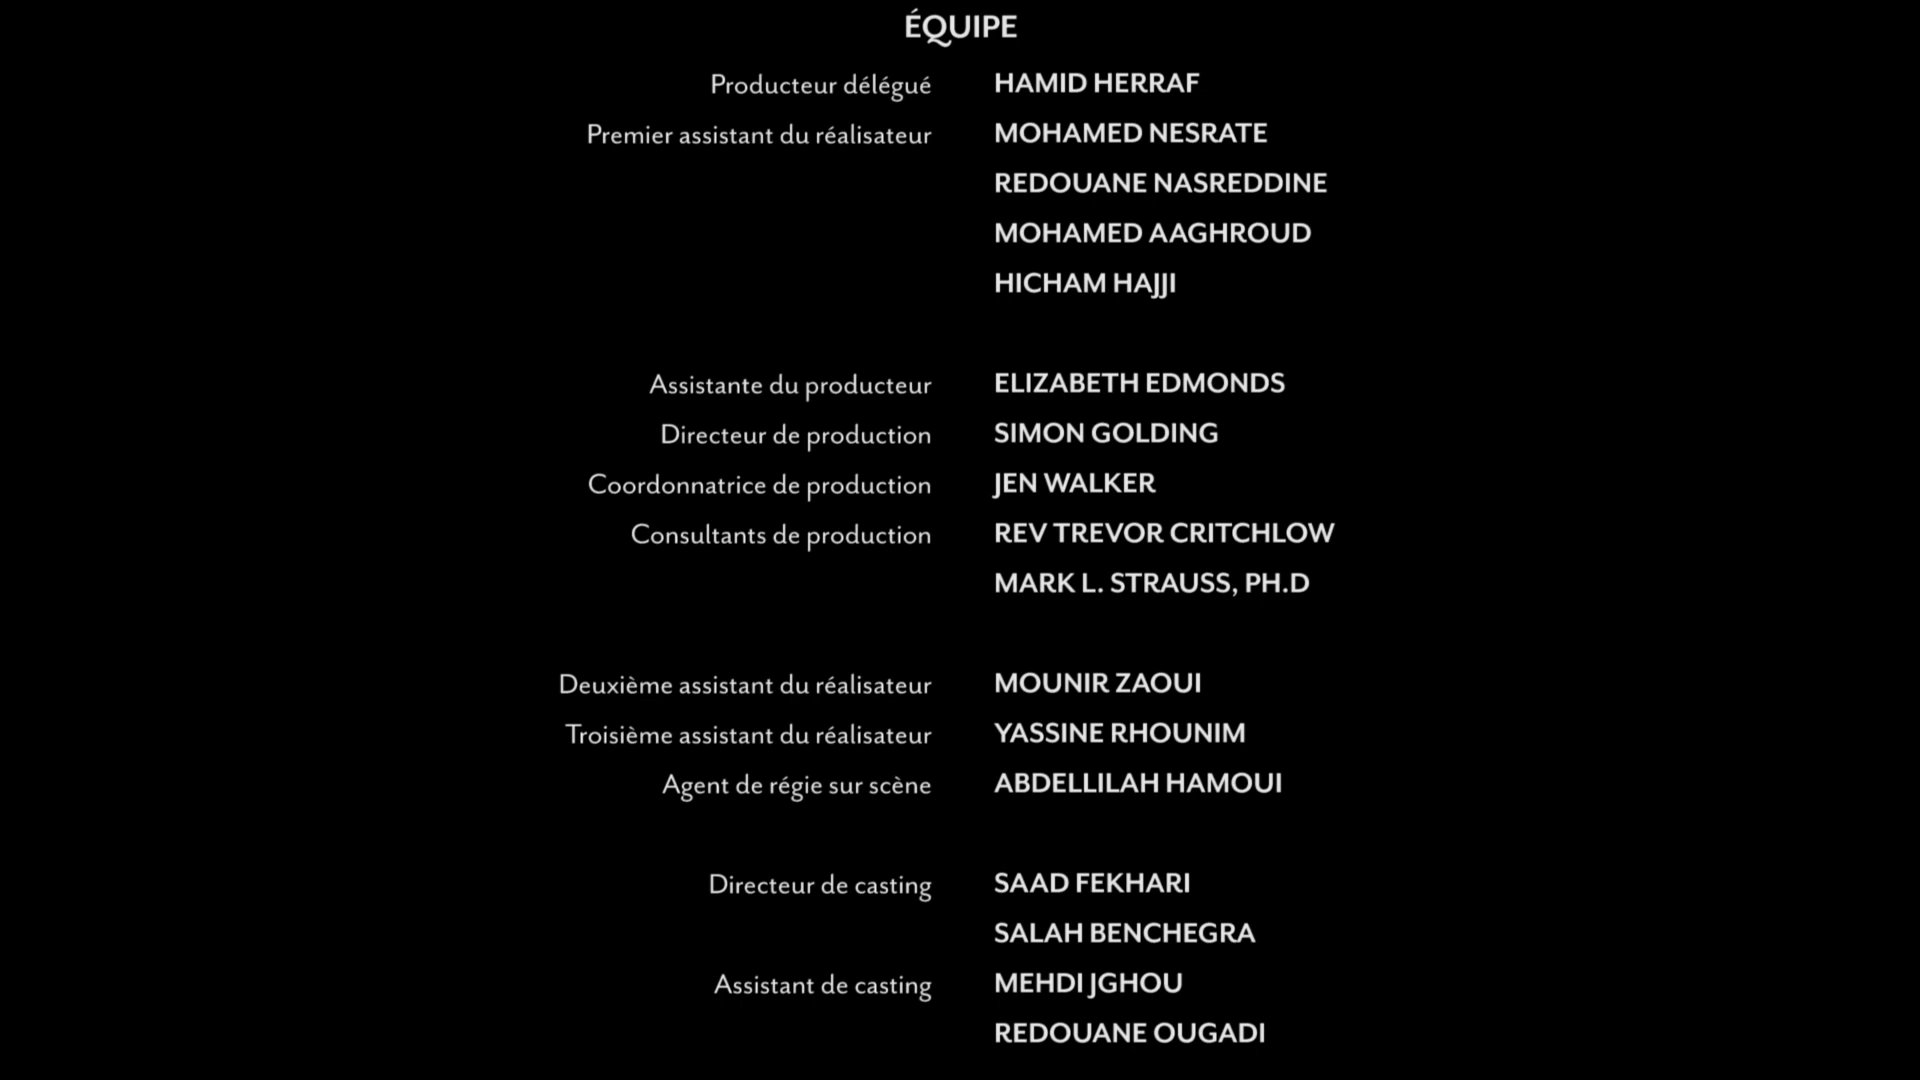 ÉQUIPE
Producteur délégué HAMID HERRAF
Premier assistant du réalisateur MOHAMED NESRATE
REDOUANE NASREDDINE
MOHAMED AAGHROUD
HICHAM HAJJI
Assistante du producteur ELIZABETH EDMONDS
Directeur de production SIMON GOLDING
Coordonnatrice de production JEN WALKER
Consultants de production REV TREVOR CRITCHLOW
MARK L. STRAUSS, PH.D
Deuxième assistant du réalisateur MOUNIR ZAOUI
Troisième assistant du réalisateur YASSINE RHOUNIM
Agent de régie sur scène ABDELLILAH HAMOUI
Directeur de casting SAAD FEKHARI
SALAH BENCHEGRA
Assistant de casting MEHDI JGHOU
REDOUANE OUGADI